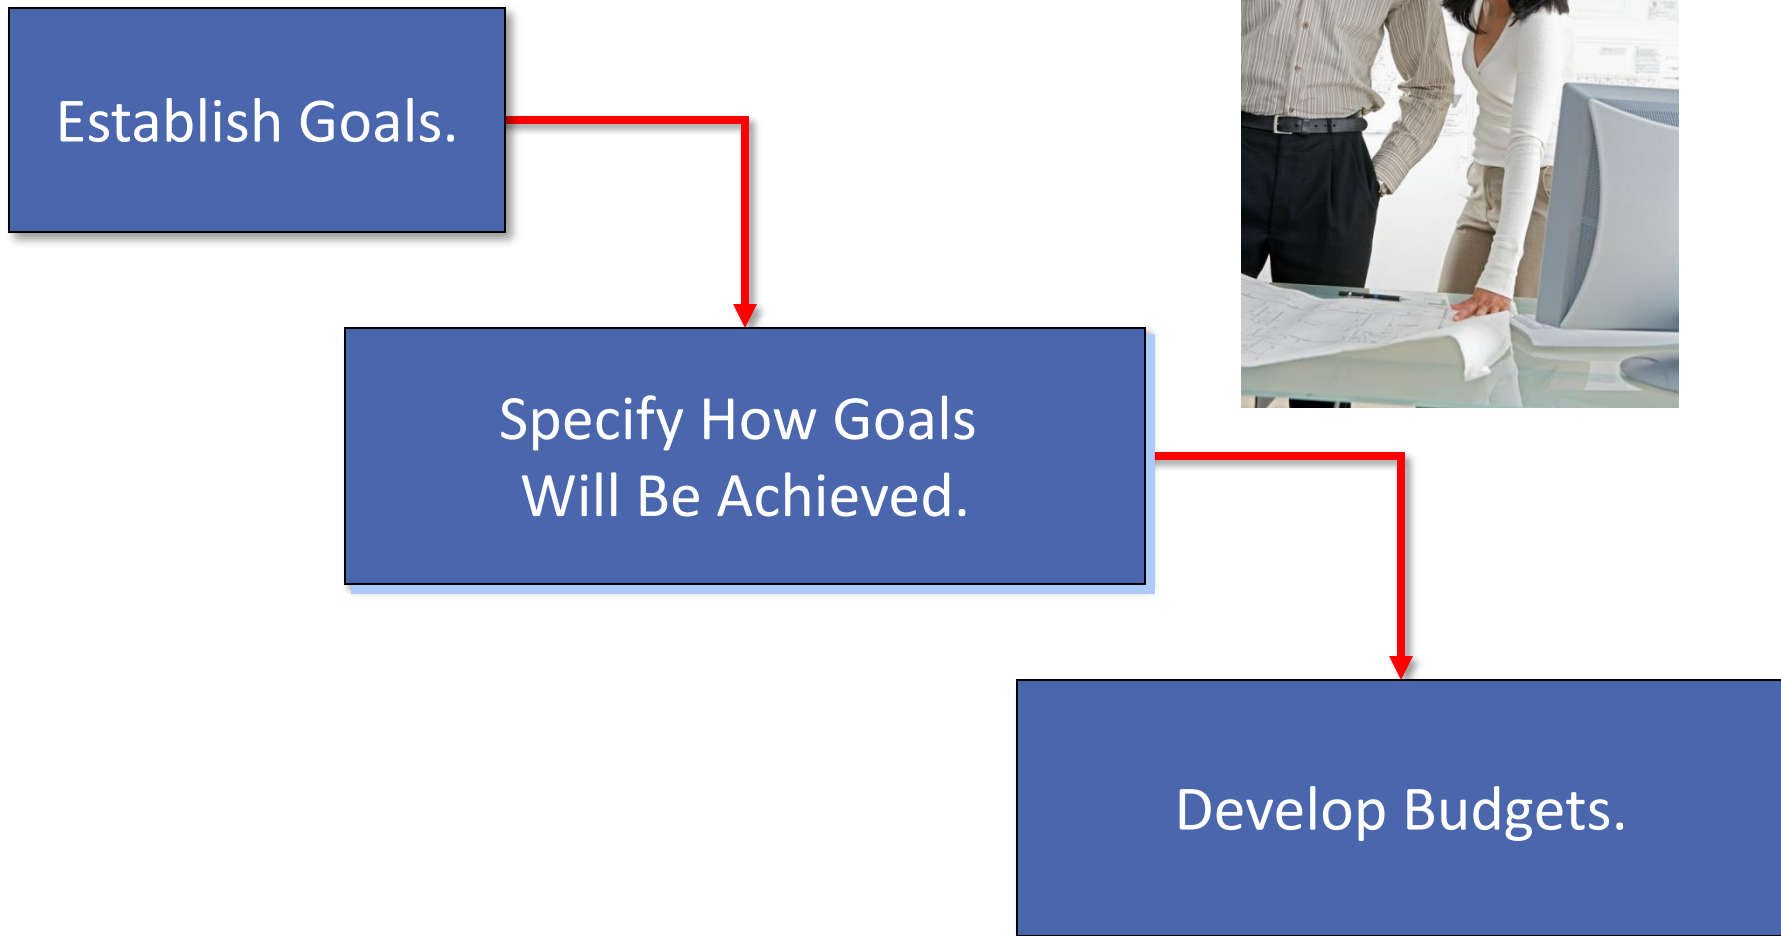 Establish Goals.
Specify How Goals
Will Be Achieved.
Develop Budgets.